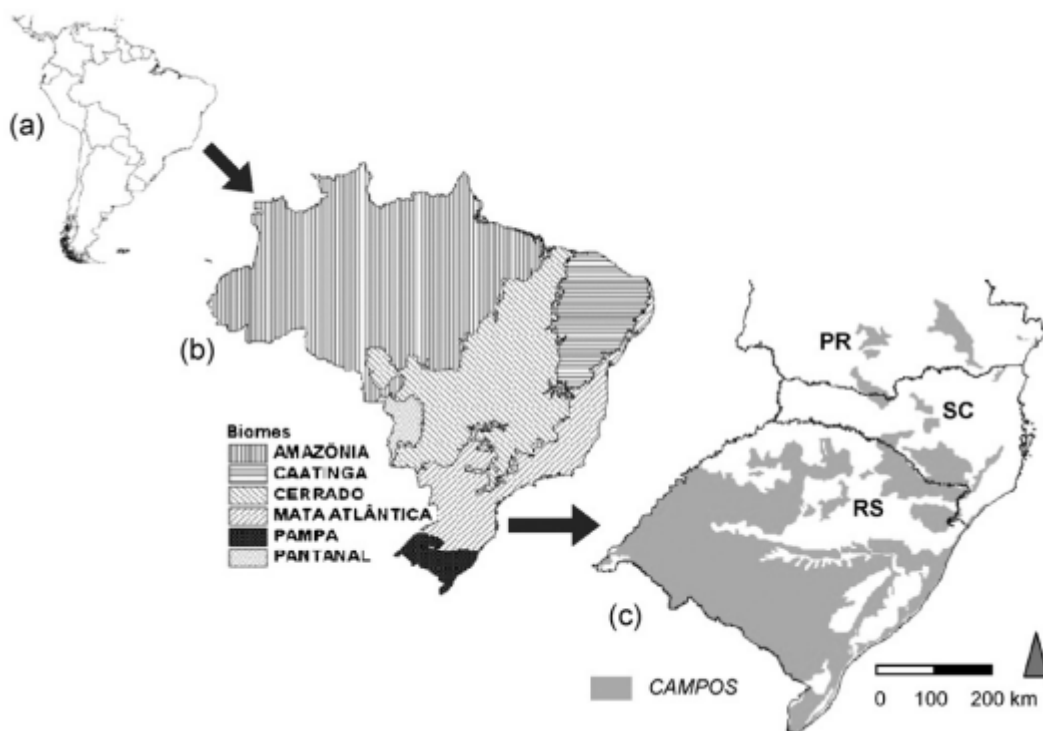 (a)
(b)
Biomes
AMAZÔNIA
CAATINGA
CERRADO
MATA ATLÂNTICA
PAMPA
PANTANAL
PR
SC
RS
(c)
CAMPOS
0 100 200 km